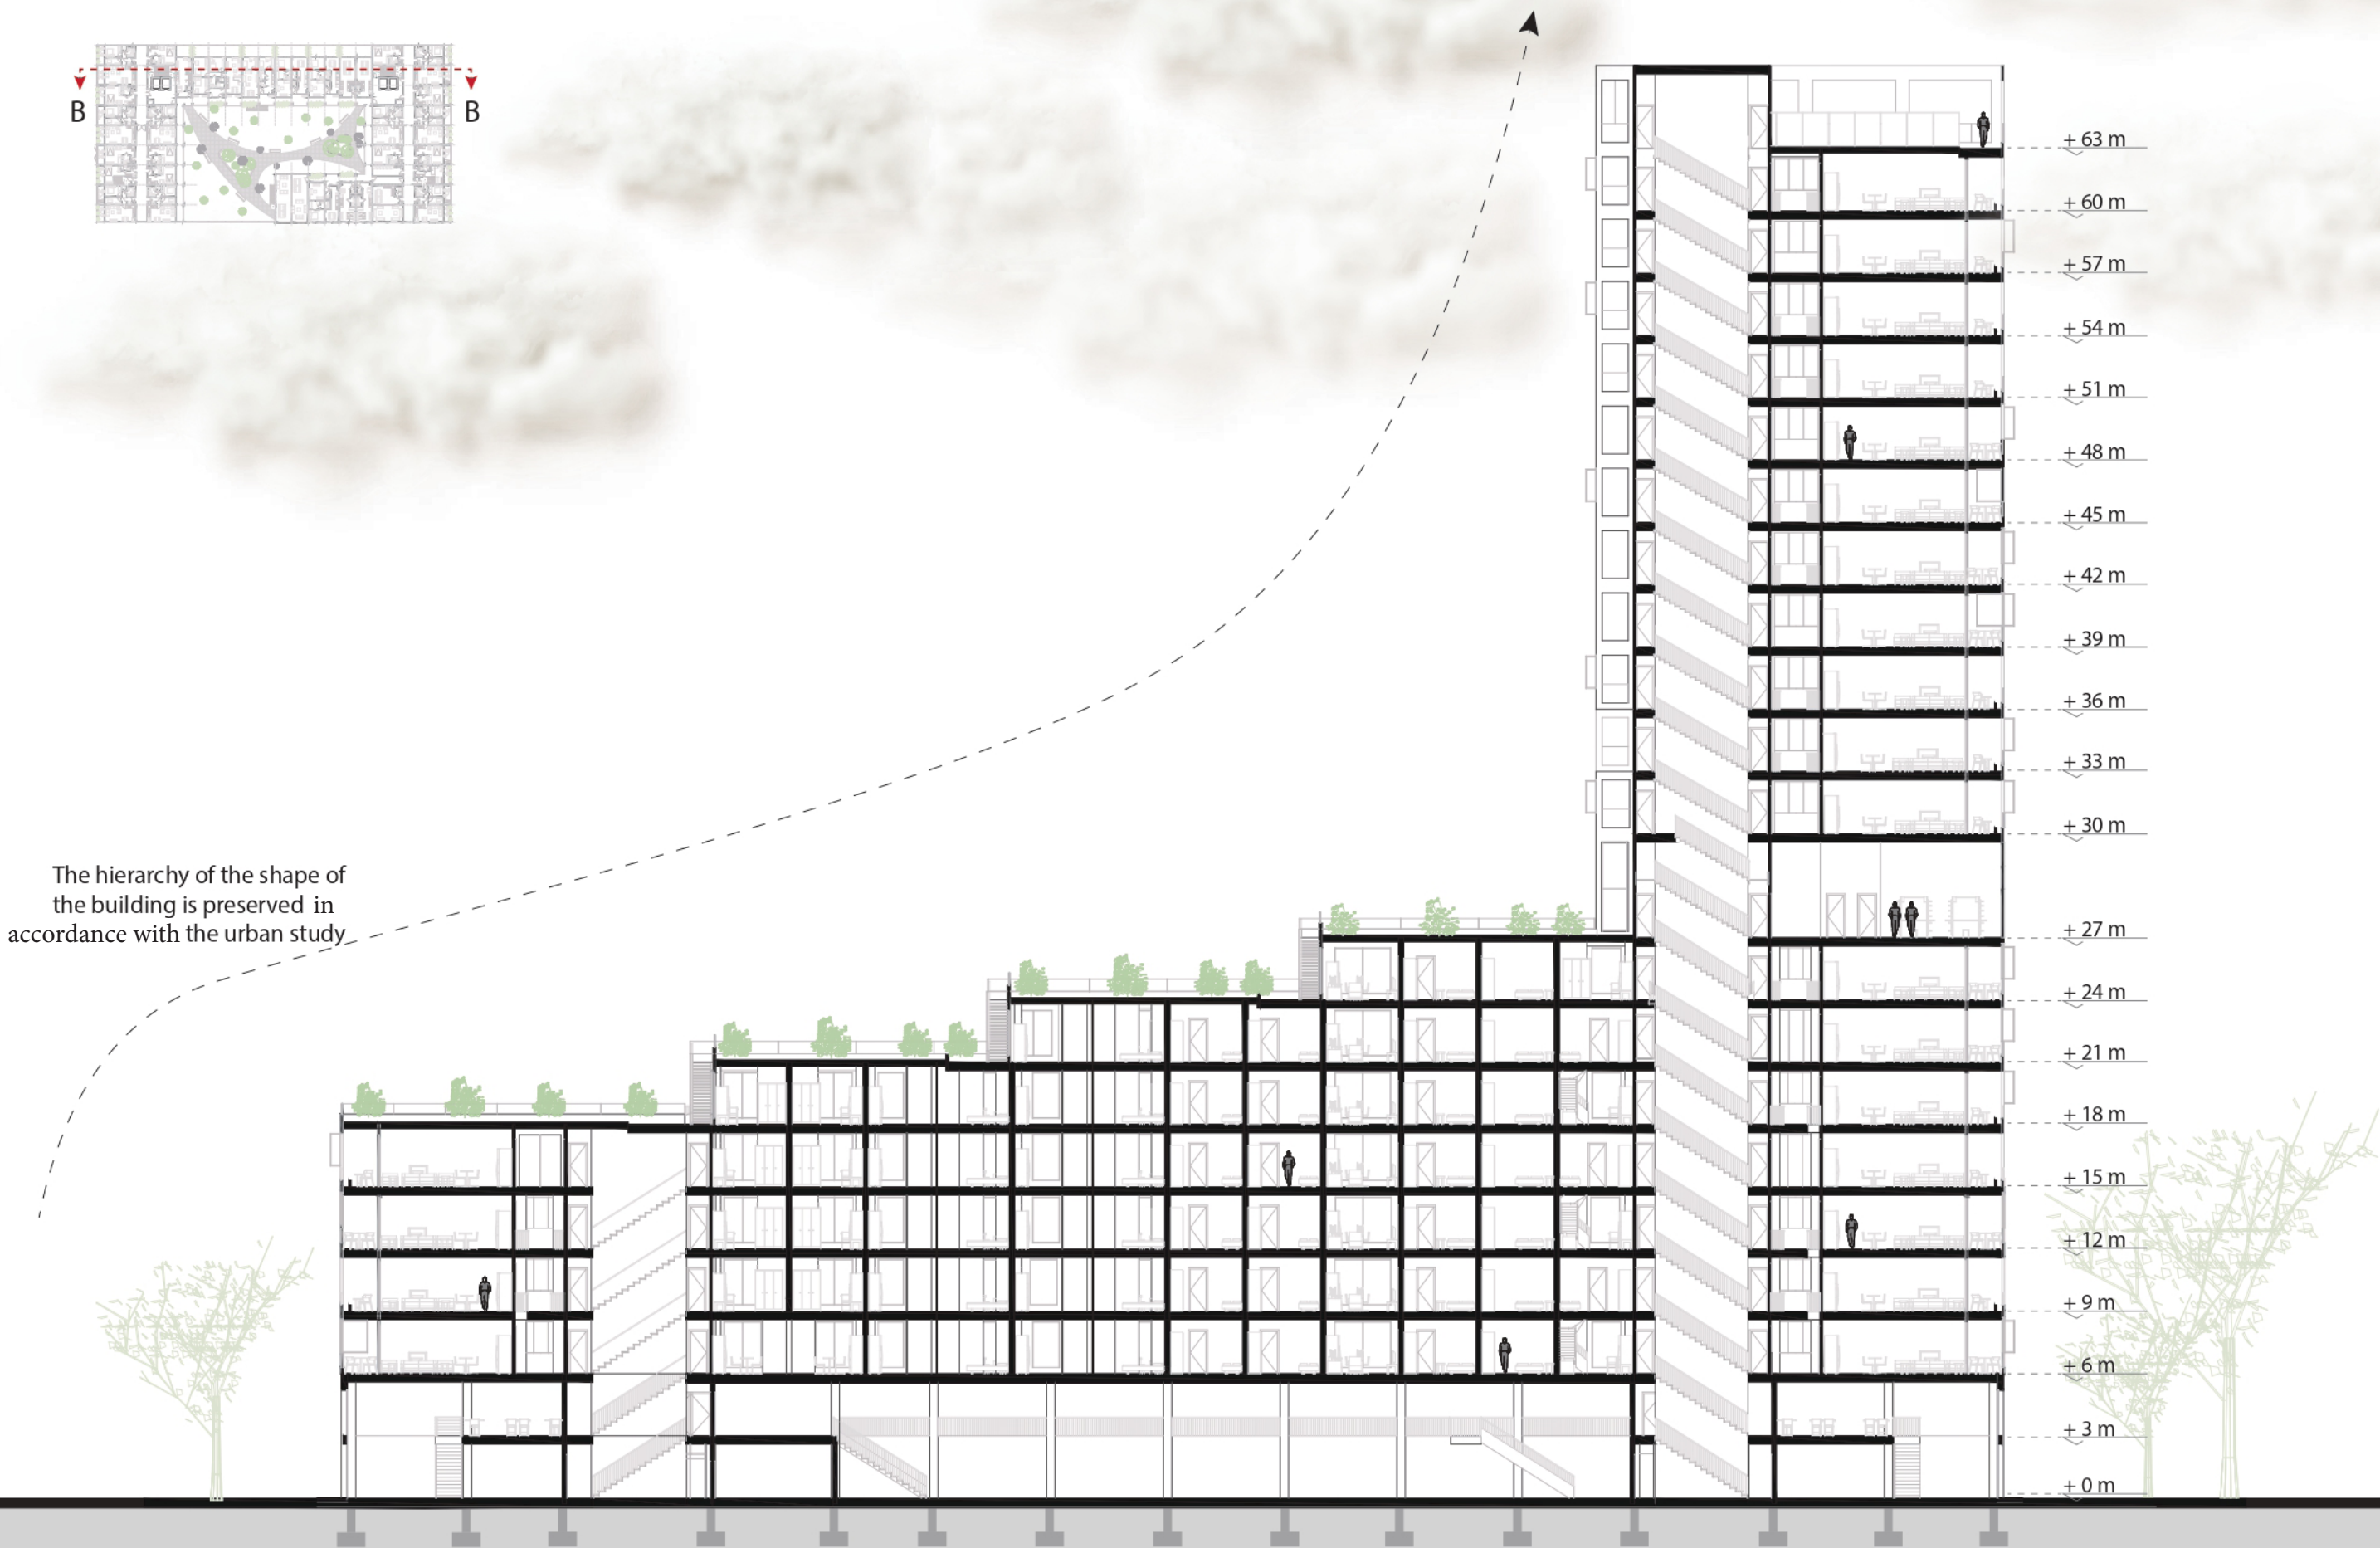 B B
The hierarchy of the shape of
the building is preserved in
accordance with the urban study
+ 63 m
+ 60 m
+ 57 m
+ 54 m
+ 51 m
+ 48 m
+ 45 m
+ 42 m
+ 39 m
+ 36 m
+ 33 m
+ 30 m
+ 27 m
+ 24 m
+ 21 m
+ 18 m
+ 15 m
+ 12 m
+ 9 m
+ 6 m
+ 3 m
+ 0 m